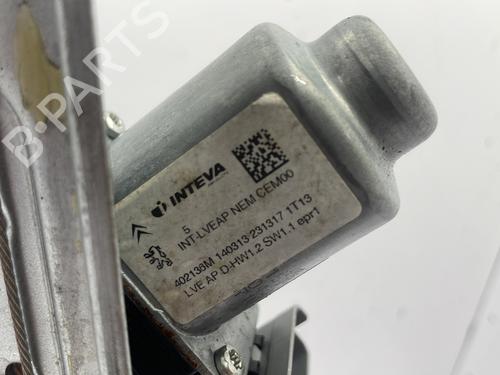 INTEVA
5
INT-LVEAP NEM CEM00
402136M 140313-231317 1T13
LVE AP D-HW1.2 SW1.1 epr1
B-PARTS